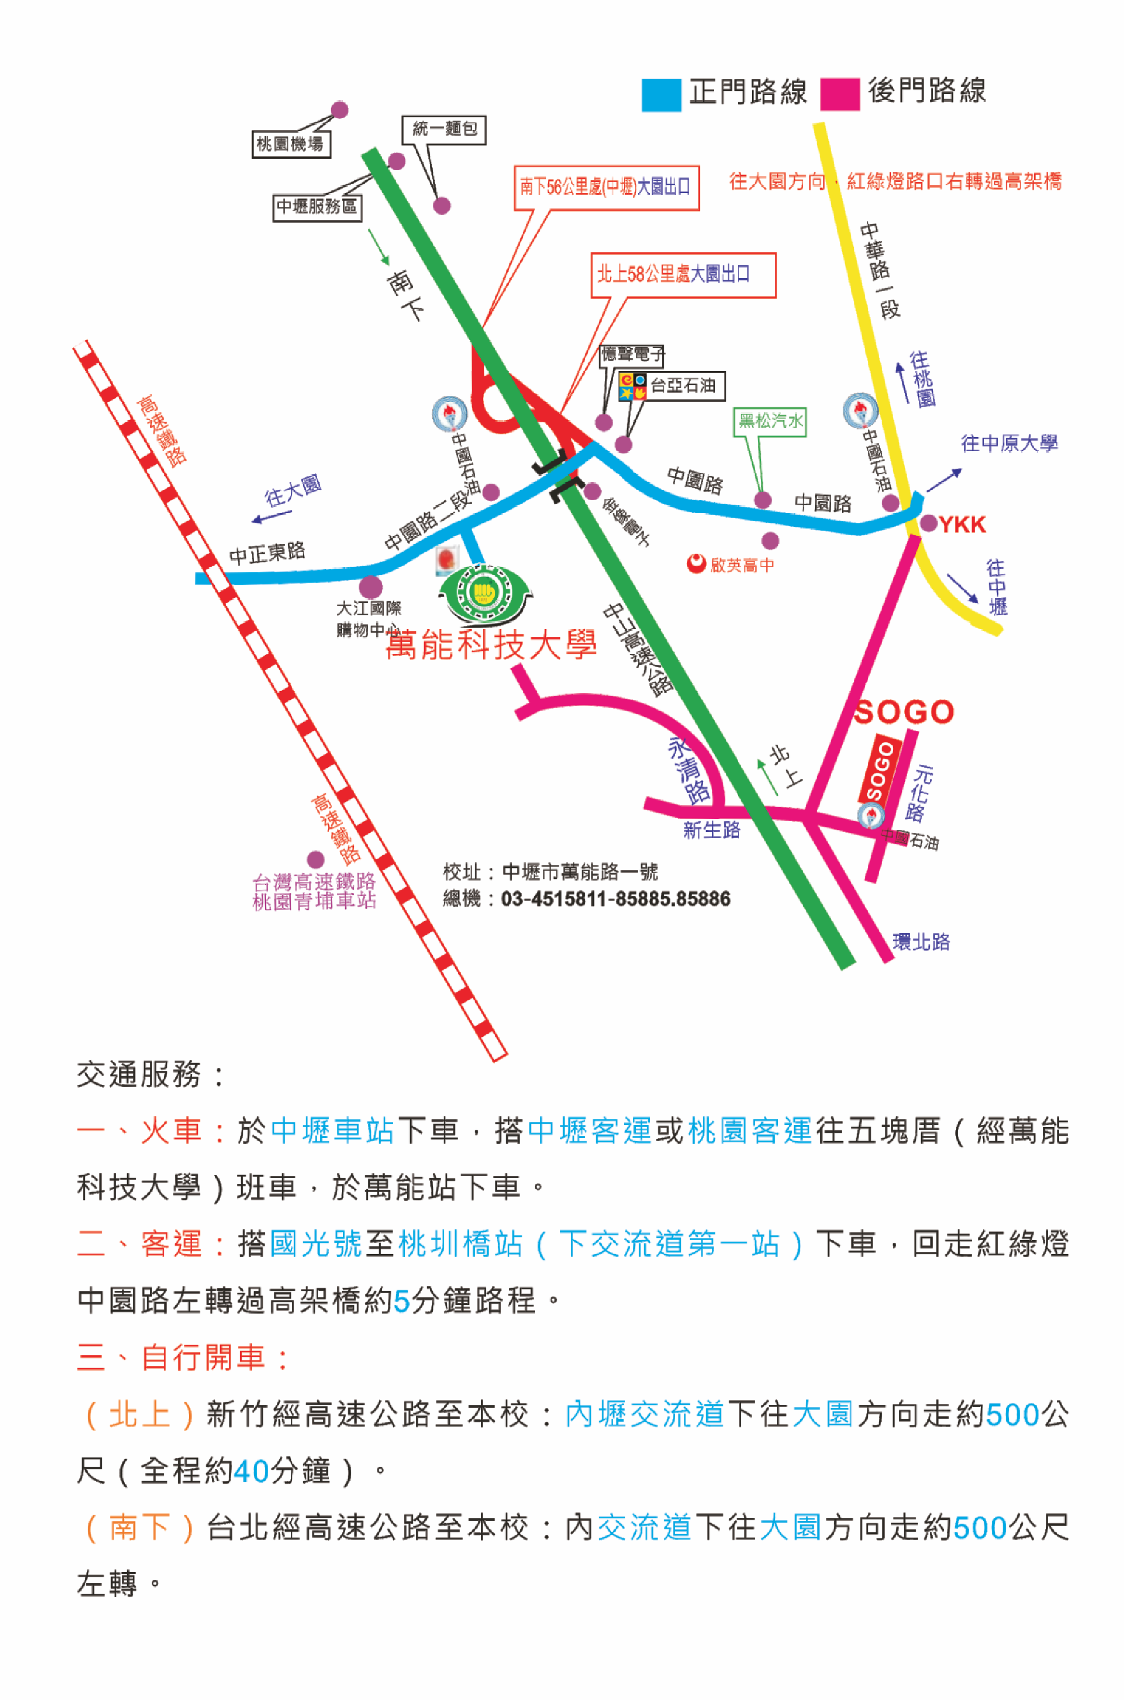 正門路線 後門路線
桃園機場
統一麵包
中壢服務區
南下56公里處(中壢)大園出口
往大園方向，紅綠燈路口右轉過高架橋
北上58公里處大園出口
中華路一段
南下
憶聲電子
台亞石油
往桃園
高速鐵路
中國石油
黑松汽水
中國石油
往中原大學
往大園
中園路
中園路
中園路二段
金像電子
YKK
中正東路
啟英高中
往中壢
大江國際
購物中心
中山高速公路
萬能科技大學
SOGO
SOGO
永清路
北上
元化路
高速鐵路
新生路
中國石油
台灣高速鐵路
桃園青埔車站
校址：中壢市萬能路一號
總機：03-4515811-85885.85886
環北路
交通服務：
一、火車：於中壢車站下車，搭中壢客運或桃園客運往五塊厝（經萬能
科技大學）班車，於萬能站下車。
二、客運：搭國光號至桃圳橋站（下交流道第一站）下車，回走紅綠燈
中園路左轉過高架橋約5分鐘路程。
三、自行開車：
（北上）新竹經高速公路至本校：內壢交流道下往大園方向走約500公
尺（全程約40分鐘）。
（南下）台北經高速公路至本校：內交流道下往大園方向走約500公尺
左轉。